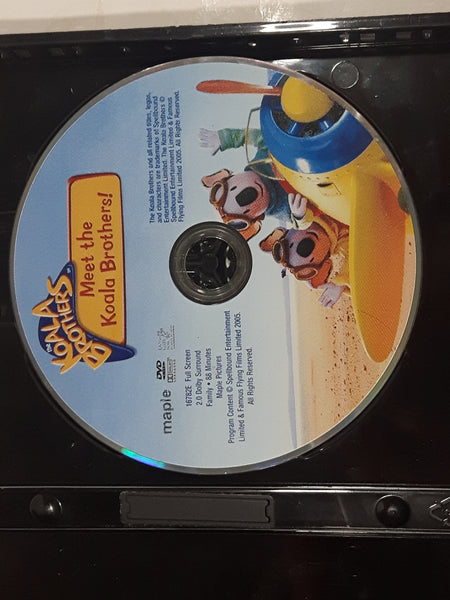 THE
KOALA
BROTHERS
™
Meet the
Koala Brothers!
The Koala Brothers and all related titles, logos,
and characters are trademarks of Spellbound
Entertainment Limited. The Koala Brothers ©
Spellbound Entertainment Limited & Famous
Flying Films Limited 2005. All Rights Reserved.
maple
DVD
VIDEO
16782E Full Screen
2.0 Dolby Surround
Family • 88 Minutes
Maple Pictures
Program Content © Spellbound Entertainment
Limited & Famous Flying Films Limited 2005.
All Rights Reserved.